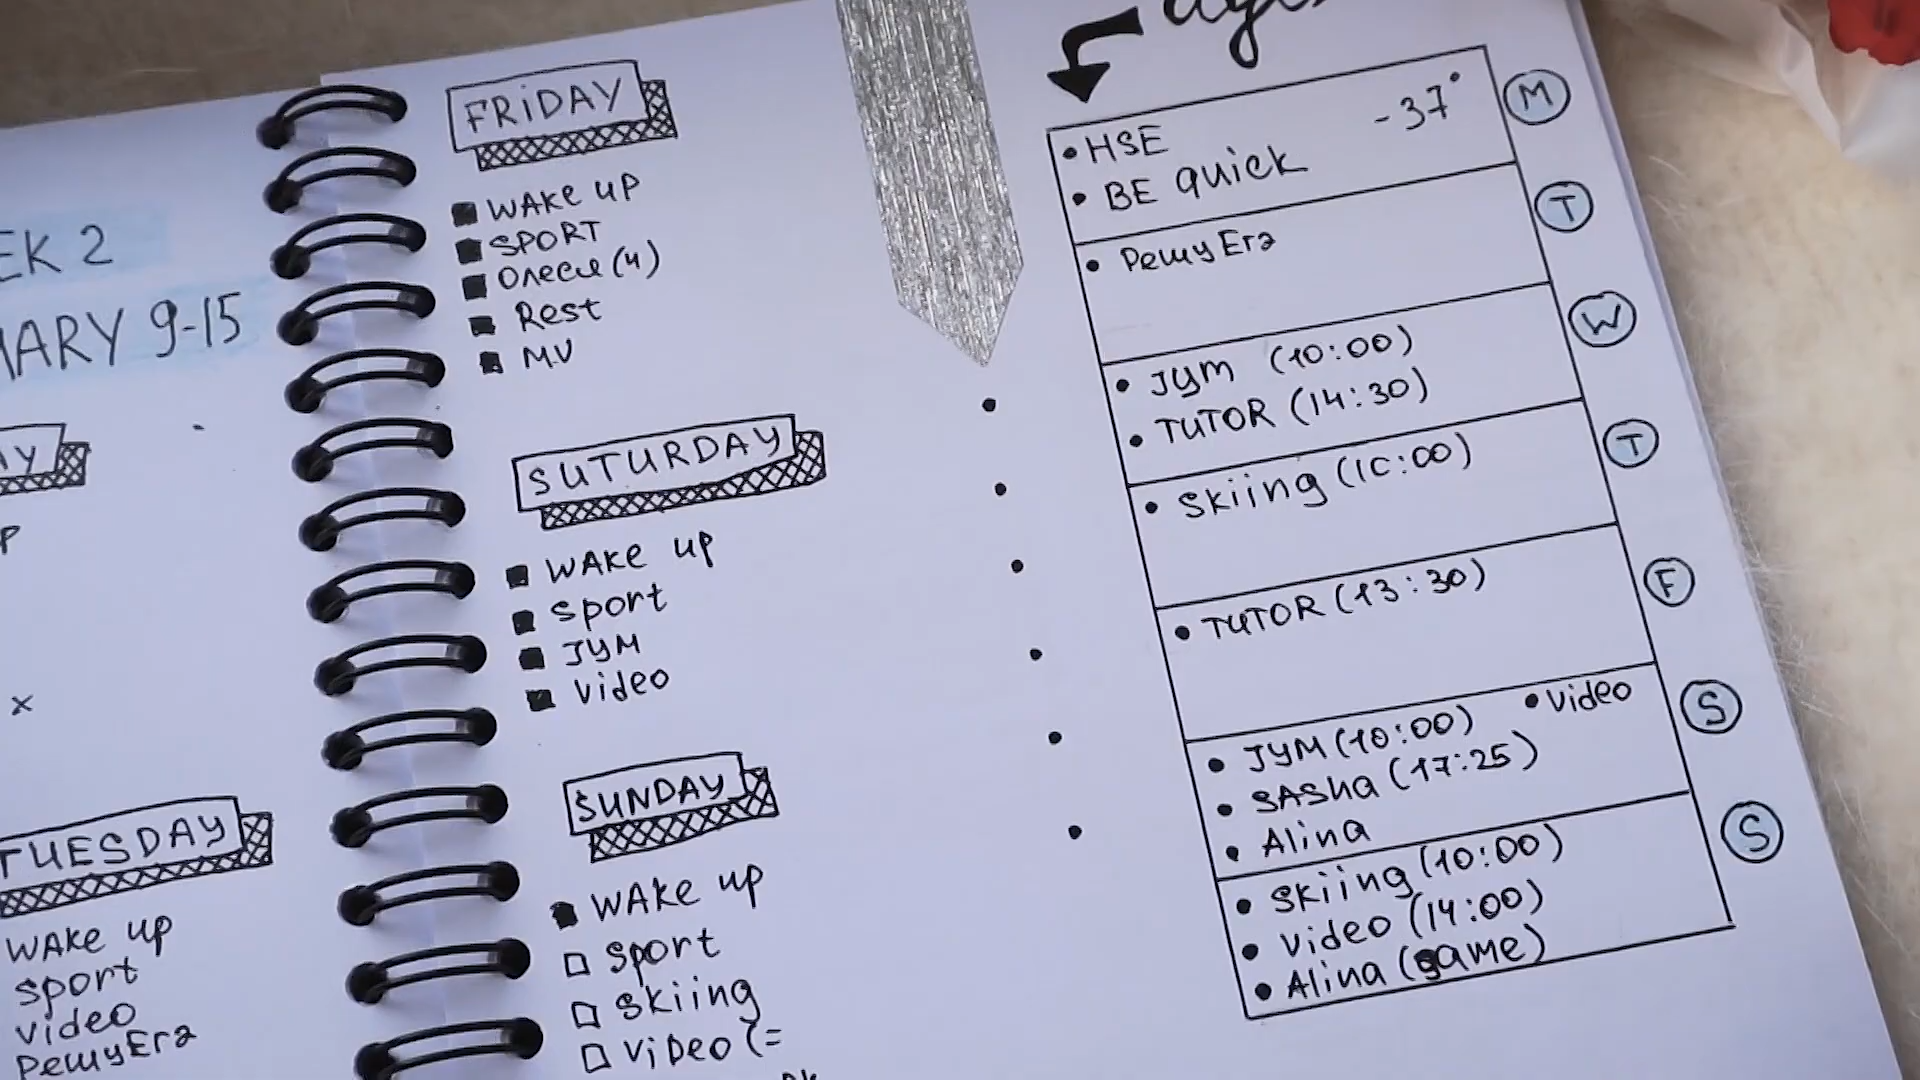 EK 2
ARY 9-15
AY
P
x
TUESDAY
WAKE up
sport
video
РешуЕгэ
FRIDAY
WAKE UP
SPORT
Олеся (ч)
Rest
MV
SUTURDAY
WAKE up
Sport
JYM
Video
SUNDAY
WAKE up
Sport
skiing
VIDEO (=
HSE
-37°
M
BE quick
РешуЕгэ
T
Jym (10:00)
W
TUTOR (14:30)
Skiing (10:00)
T
TUTOR (13:30)
F
JYM (10:00)
Video
S
SASha (17:25)
Alina
Skiing (10:00)
S
Video (14:00)
Alina (game)